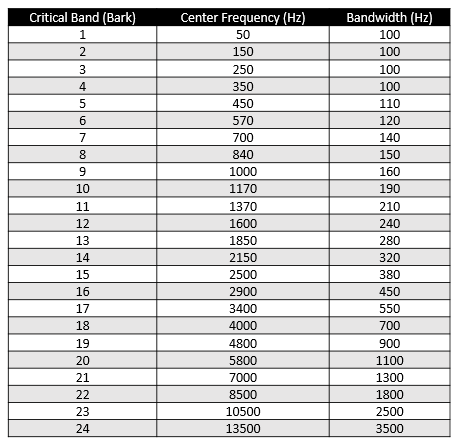 Critical Band (Bark) Center Frequency (Hz) Bandwidth (Hz)
1 50 100
2 150 100
3 250 100
4 350 100
5 450 110
6 570 120
7 700 140
8 840 150
9 1000 160
10 1170 190
11 1370 210
12 1600 240
13 1850 280
14 2150 320
15 2500 380
16 2900 450
17 3400 550
18 4000 700
19 4800 900
20 5800 1100
21 7000 1300
22 8500 1800
23 10500 2500
24 13500 3500